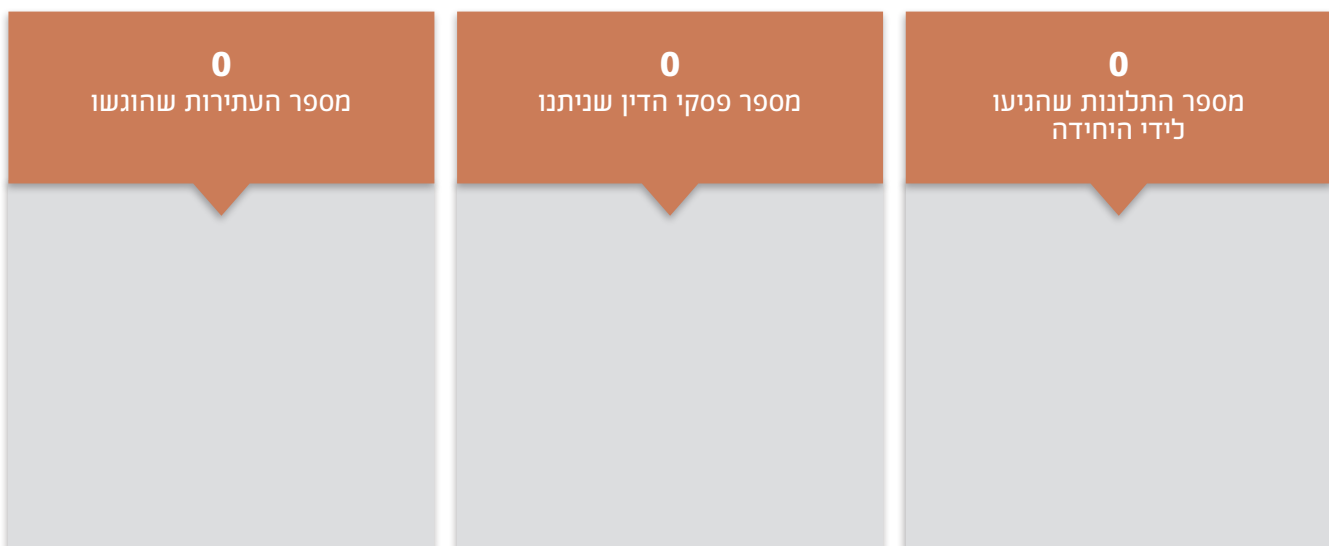 0
מספר התלונות שהגיעו
לידי היחידה
0
מספר פסקי הדין שניתנו
0
מספר העתירות שהוגשו